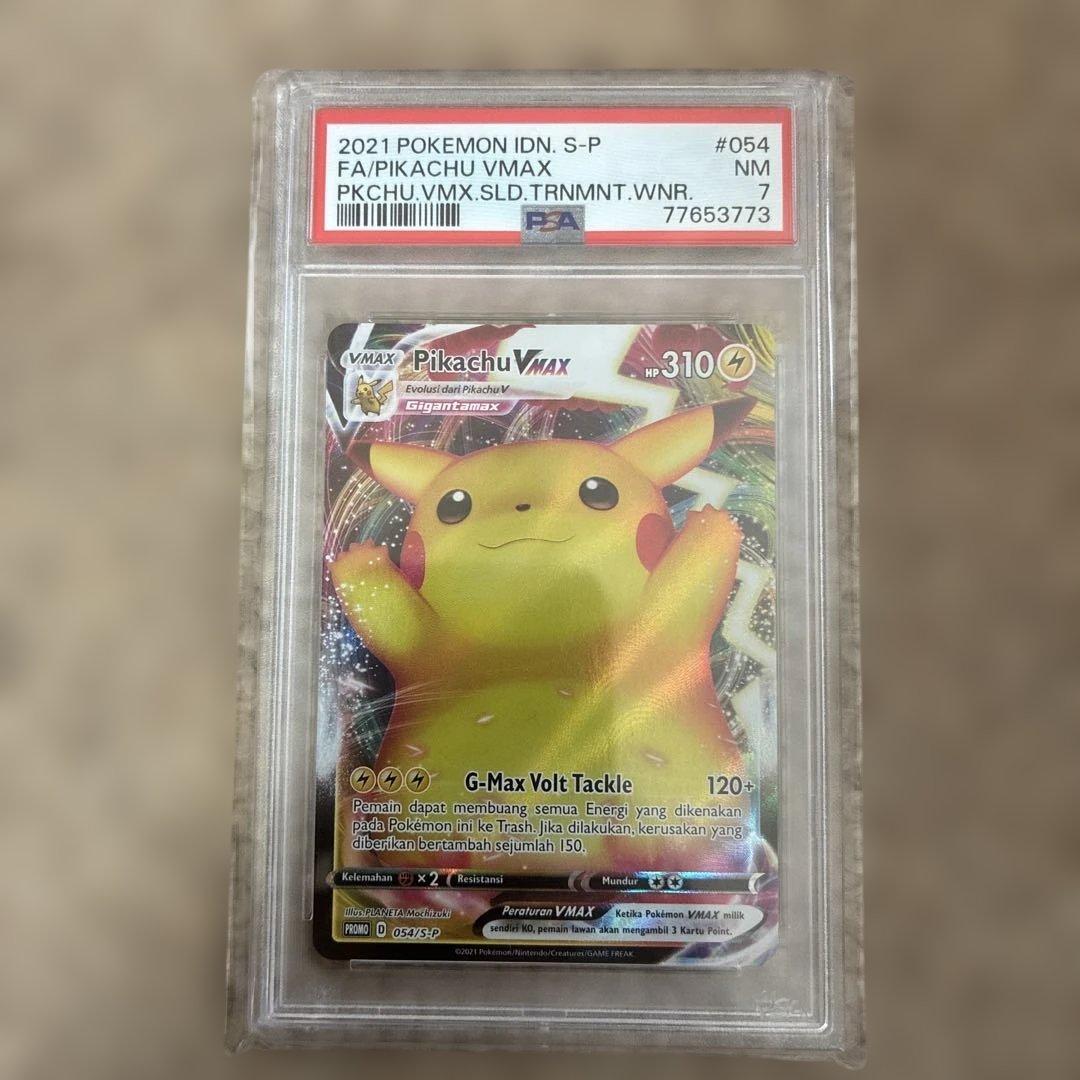 2021 POKEMON IDN. S-P #054
FA/PIKACHU VMAX NM
PKCHU.VMX.SLD.TRNMNT.WNR. 7
PSA 77653773
VMAX Pikachu VMAX HP 310
Evolusi dari Pikachu V
Gigantamax
G-Max Volt Tackle 120+
Pemain dapat membuang semua Energi yang dikenakan
pada Pokémon ini ke Trash. Jika dilakukan, kerusakan yang
diberikan bertambah sejumlah 150.
Kelemahan ×2 Resistansi Mundur
Illus. PLANETA Mochizuki
PROMO D 054/S-P
Peraturan VMAX Ketika Pokémon VMAX milik
sendiri KO, pemain lawan akan mengambil 3 Kartu Point.
©2021 Pokémon/Nintendo/Creatures/GAME FREAK.
PSA